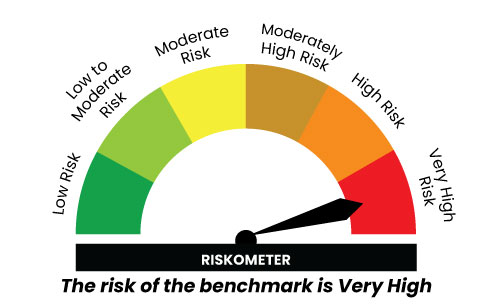 Low Risk
Low to
Moderate
Risk
Moderate
Risk
Moderately
High Risk
High Risk
Very High
Risk
RISKOMETER
The risk of the benchmark is Very High